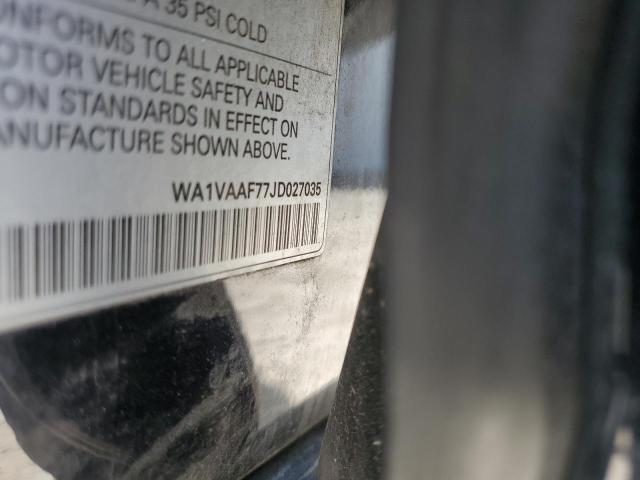 A 35 PSI COLD
ONFORMS TO ALL APPLICABLE
OTOR VEHICLE SAFETY AND
ON STANDARDS IN EFFECT ON
ANUFACTURE SHOWN ABOVE.
WA1VAAF77JD027035